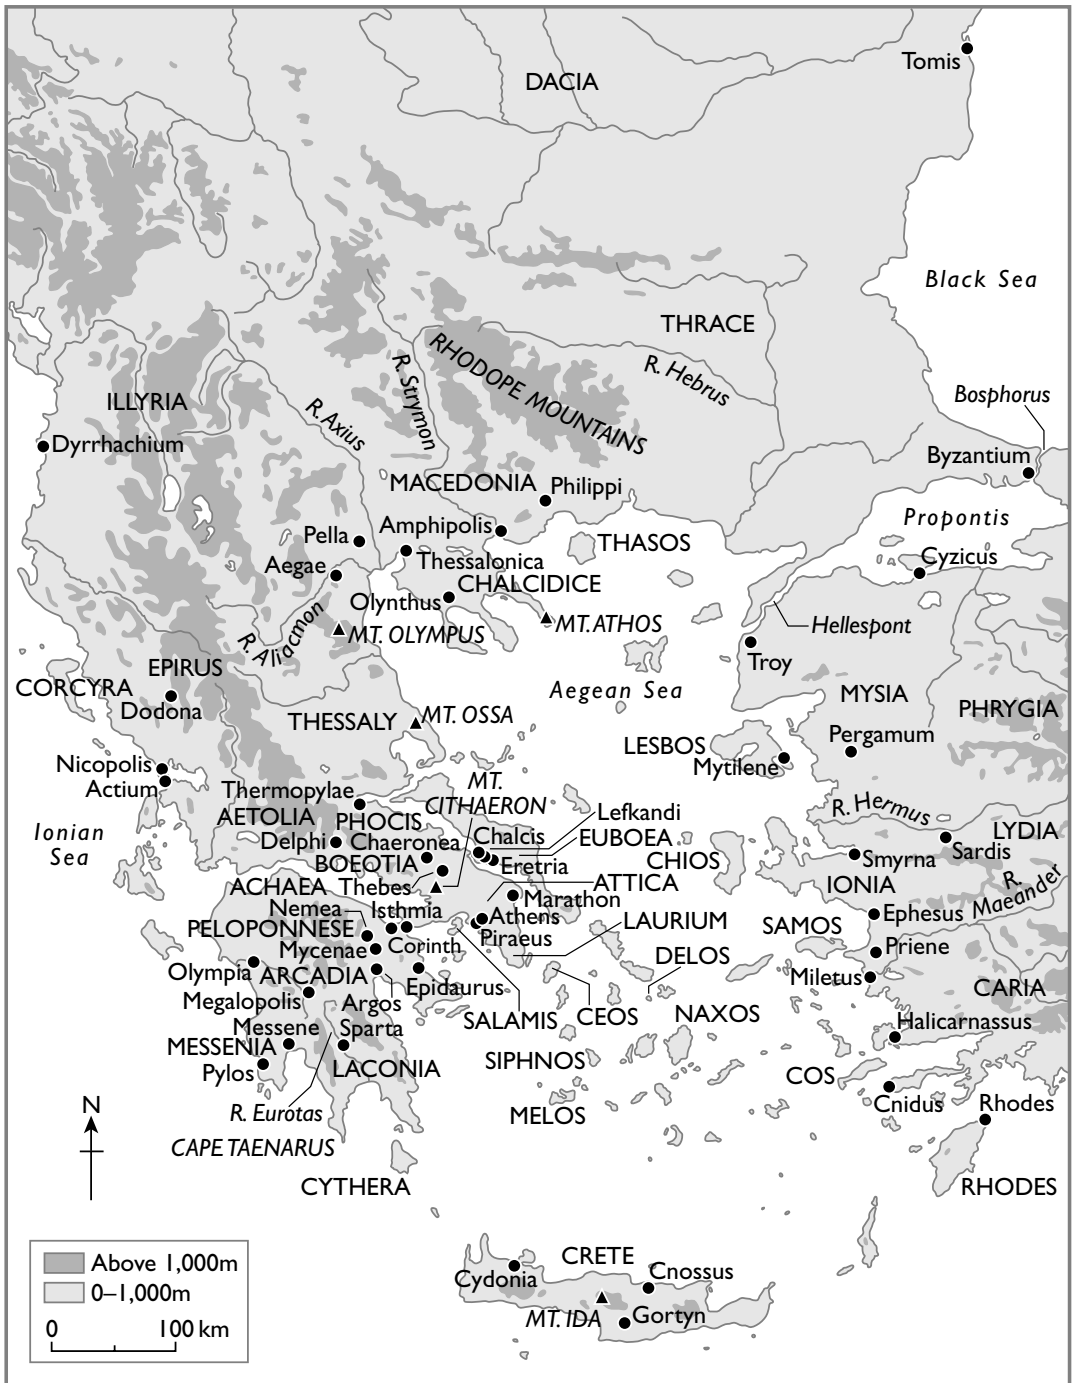 Tomis
DACIA
Black Sea
THRACE
RHODOPE MOUNTAINS
R. Hebrus
R. Strymon
Bosphorus
ILLYRIA
R. Axius
Dyrrhachium
Byzantium
MACEDONIA
Philippi
Propontis
Amphipolis
Pella
THASOS
Cyzicus
Thessalonica
Aegae
CHALCIDICE
Olynthus
MT. ATHOS
Hellespont
R. Aliacmon
MT. OLYMPUS
Troy
EPIRUS
CORCYRA
Aegean Sea
MYSIA
Dodona
PHRYGIA
THESSALY
MT. OSSA
Pergamum
LESBOS
Nicopolis
Mytilene
Actium
MT.
CITHAERON
Thermopylae
R. Hermus
Lefkandi
AETOLIA
PHOCIS
Ionian
Sea
Chalcis
EUBOEA
LYDIA
Delphi
Chaeronea
Sardis
BOEOTIA
Eretria
CHIOS
Smyrna
R.
Maeander
ACHAEA
Thebes
ATTICA
IONIA
Marathon
Nemea
Isthmia
Athens
Ephesus
PELOPONNESE
LAURIUM
SAMOS
Piraeus
Mycenae
Corinth
Priene
DELOS
Olympia
ARCADIA
Miletus
Epidaurus
CARIA
Megalopolis
Argos
SALAMIS
CEOS
NAXOS
Halicarnassus
Messene
Sparta
MESSENIA
SIPHNOS
Pylos
LACONIA
COS
Cnidus
Rhodes
R. Eurotas
MELOS
N
CAPE TAENARUS
CYTHERA
RHODES
CRETE
Above 1,000m
Cydonia
Cnossus
0–1,000m
MT. IDA
Gortyn
0 100 km